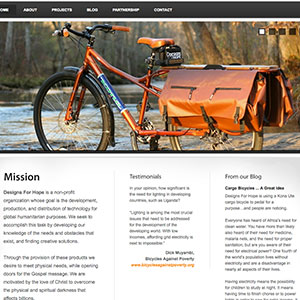 HOME
ABOUT
PROJECTS
BLOG
PARTNERSHIP
CONTACT
Mission
Designs For Hope is a non-profit
organization whose goal is the development,
production, and distribution of technology for
global humanitarian purposes. We seek to
accomplish this task by developing our
knowledge of the needs and obstacles that
exist, and finding creative solutions.
Through the provision of these products we
desire to meet physical needs, while opening
doors for the Gospel message. We are
motivated by the love of Christ to overcome
the physical and spiritual darkness that
affects billions.
Testimonials
In your opinion, how significant is
the need for lighting in developing
countries, such as Uganda?
"Lighting is among the most crucial
issues that need to be addressed
for the development of the
developing world. With low
incomes, affording grid electricity is
next to impossible."
Dick Muyambi,
Bicycles Against Poverty
www.bicyclesagainstpoverty.org
From our Blog
Cargo Bicycles ... A Great Idea
Designs For Hope is using a Kona Ute
cargo bicycle to pedal for a
purpose...and people are noticing.
Everyone has heard of Africa's need for
clean water. You may have then likely
also heard of their need for medicine,
malaria nets, and the need for proper
sanitation, but are you aware of their
need for electrical power? One fourth of
the world's population lives without
electricity and are a disadvantage in
nearly all aspects of their lives.
Having electricity means the possibility
for children to study at night. It means
having time to finish chores or to power